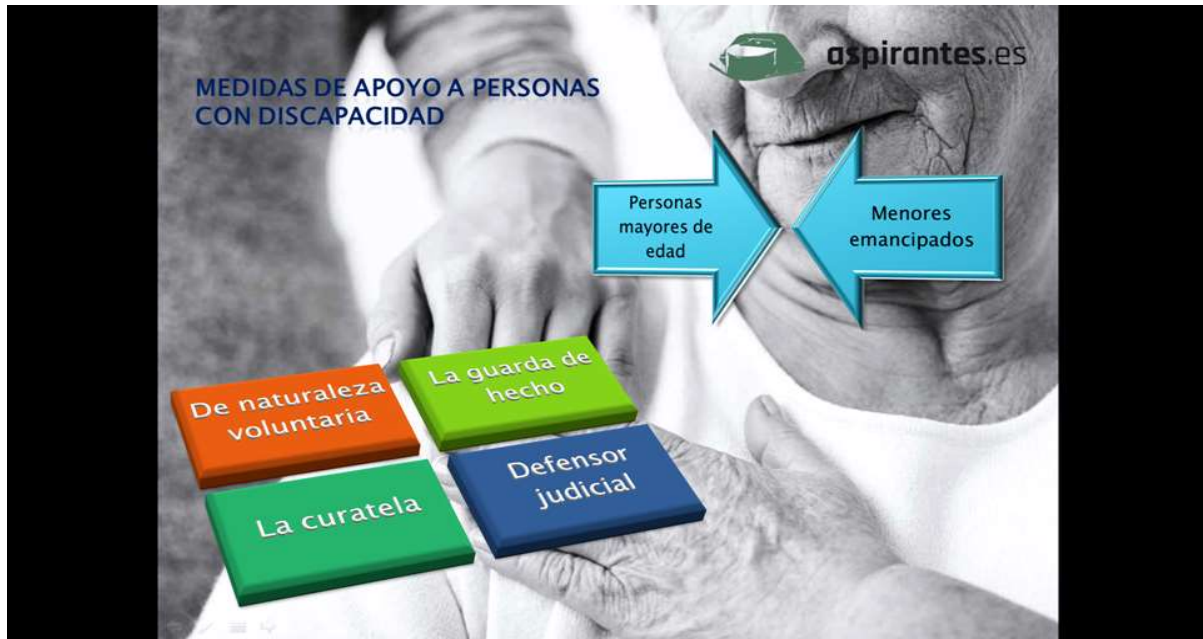 aspirantes.es
MEDIDAS DE APOYO A PERSONAS
CON DISCAPACIDAD
Personas
mayores de
edad
Menores
emancipados
De naturaleza
voluntaria
La guarda de
hecho
La curatela
Defensor
judicial